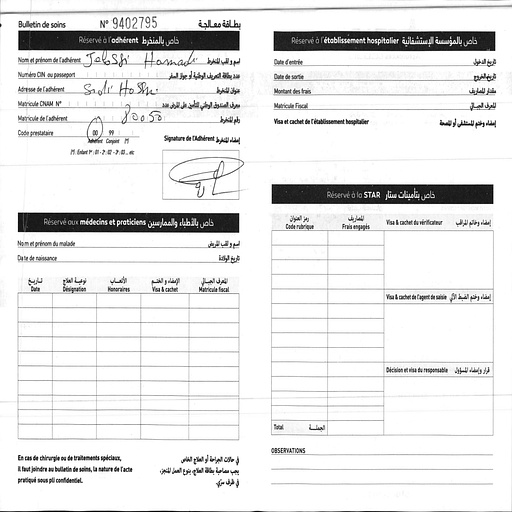 Bulletin de soins N° 9402795 بطاقة معالجة
Réservé à l'adhérent خاص بالمنخرط
Nom et prénom de l'adhérent Jebssi Hamadi اسم و لقب المنخرط
Numéro CIN ou passeport عدد بطاقة التعريف الوطنية أو جواز السفر
Adresse de l'adhérent Sidi عنوان المنخرط
Matricule CNAM N° معرف الصندوق الوطني للتأمين على المرض عدد
Matricule de l'adhérent 80050 رقم المنخرط
Code prestataire 00 99
Adhérent Conjoint (*)
(*). Enfant 1er : 01 - 2e : 02 - 3e : 03 ... etc
Signature de l'Adhérent إمضاء المنخرط
Réservé à l'établissement hospitalier خاص بالمؤسسة الإستشفائية
Date d'entrée تاريخ الدخول
Date de sortie تاريخ الخروج
Montant des frais مقدار المصاريف
Matricule Fiscal المعرف الجبائي
Visa et cachet de l'établissement hospitalier إمضاء وختم المستشفى أو المصحة
Réservé aux médecins et praticiens خاص بالأطباء والممارسين
Nom et prénom du malade اسم و لقب المريض
Date de naissance تاريخ الولادة
تاريخ نوعية العلاج الأتعاب الإمضاء و الختم المعرف الجبائي
Date Désignation Honoraires Visa & cachet Matricule fiscal
En cas de chirurgie ou de traitements spéciaux,
il faut joindre au bulletin de soins, la nature de l'acte
pratiqué sous pli confidentiel.
في حالات الجراحة أو العلاج الخاص
يجب مصاحبة بطاقة العلاج، بنوع العمل المنجز،
في ظرف سري.
Réservé à la STAR خاص بتأمينات ستار
رمز العنوان المصاريف
Code rubrique Frais engagés
Visa & cachet du vérificateur إمضاء وخاتم المراقب
Visa & cachet de l'agent de saisie إمضاء وختم الضبط الآلي
Décision et visa du responsable قرار وإمضاء المسؤول
Total الجملة
OBSERVATIONS